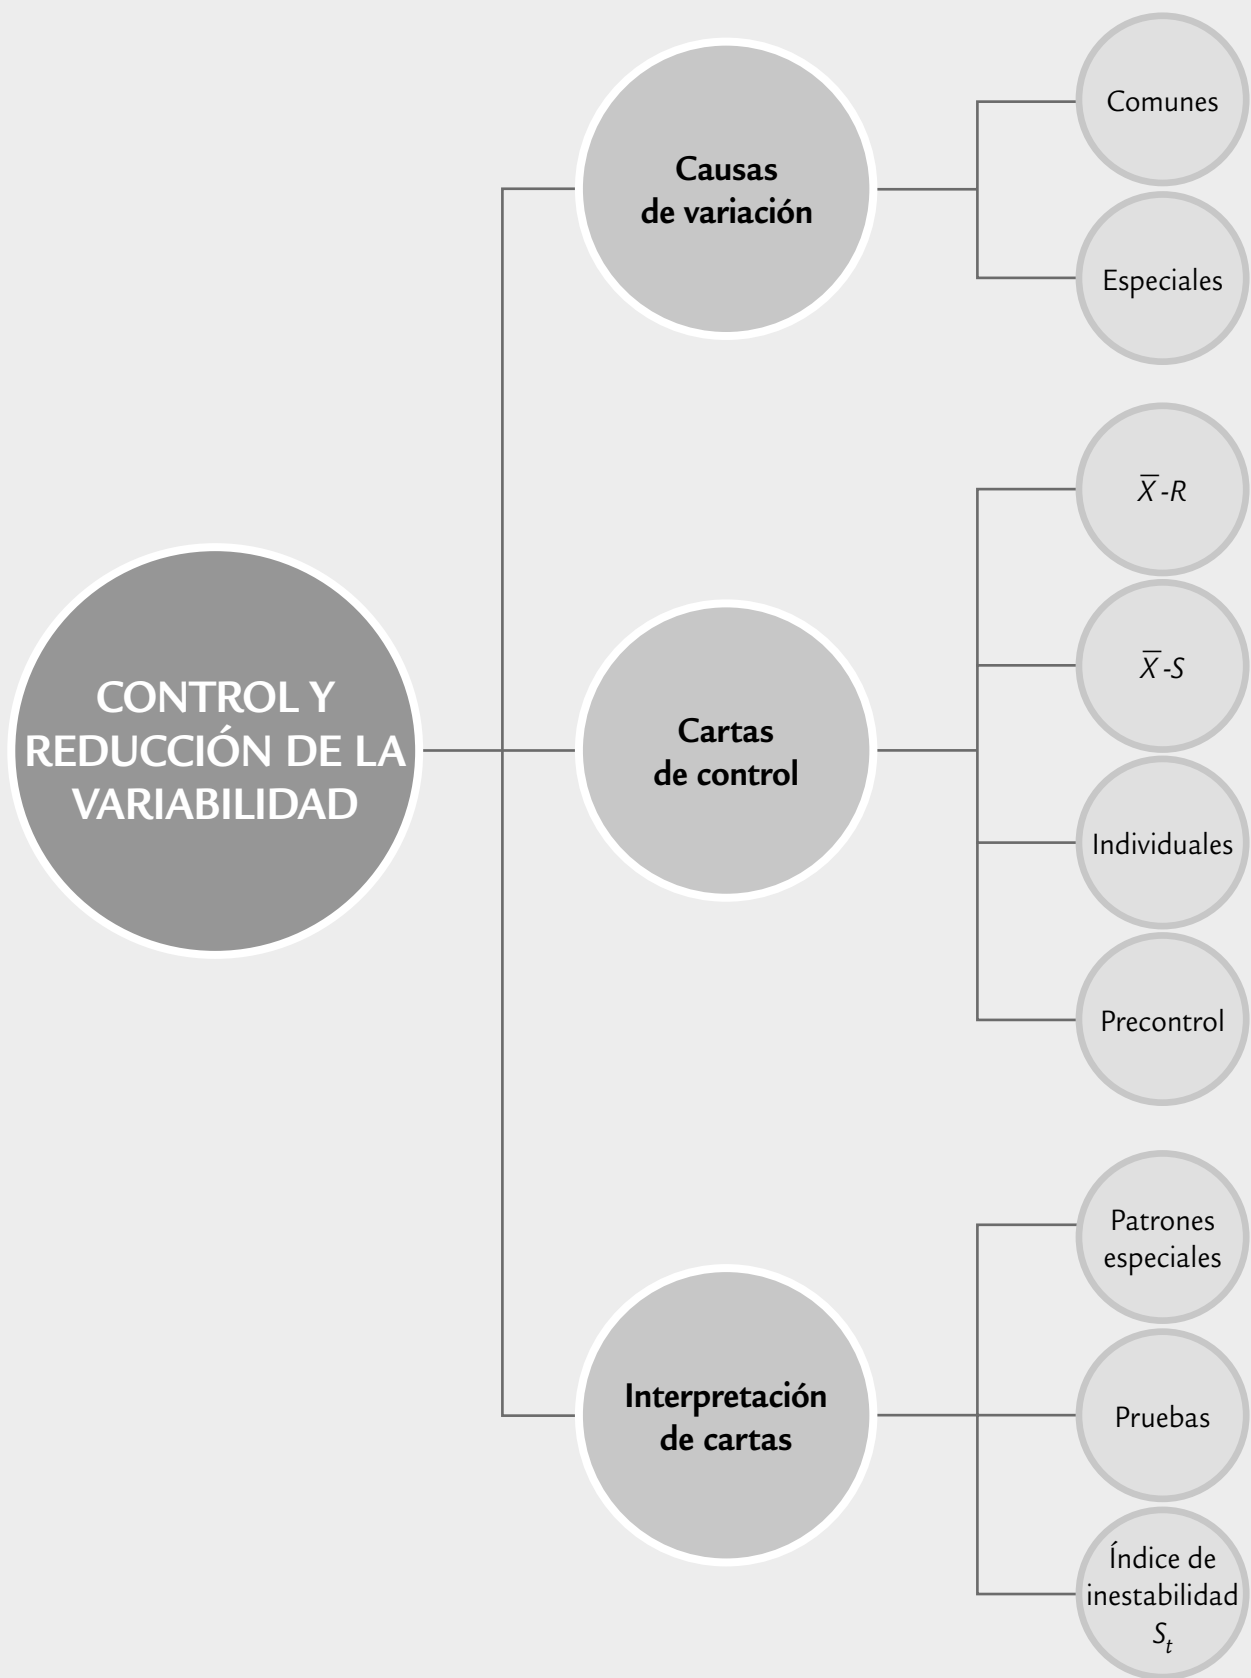 CONTROL Y
REDUCCIÓN DE LA
VARIABILIDAD
Causas
de variación
Comunes
Especiales
Cartas
de control
X̅-R
X̅-S
Individuales
Precontrol
Interpretación
de cartas
Patrones
especiales
Pruebas
Índice de
inestabilidad
Sₜ